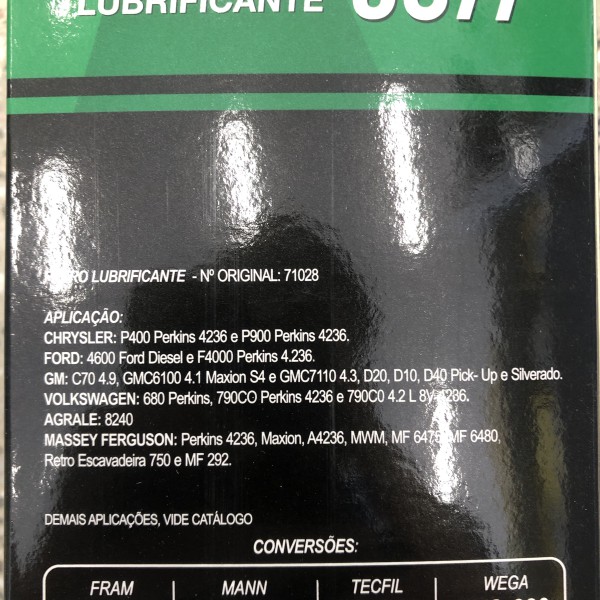 LUBRIFICANTE
LUBRIFICANTE - Nº ORIGINAL: 71028
APLICAÇÃO:
CHRYSLER: P400 Perkins 4236 e P900 Perkins 4236.
FORD: 4600 Ford Diesel e F4000 Perkins 4.236.
GM: C70 4.9, GMC6100 4.1 Maxion S4 e GMC7110 4.3, D20, D10, D40 Pick- Up e Silverado.
VOLKSWAGEN: 680 Perkins, 790CO Perkins 4236 e 790C0 4.2 L 8V
AGRALE: 8240
MASSEY FERGUSON: Perkins 4236, Maxion, A4236, MWM, MF 6475, MF 6480,
Retro Escavadeira 750 e MF 292.
DEMAIS APLICAÇÕES, VIDE CATÁLOGO
CONVERSÕES:
FRAM | MANN | TECFIL | WEGA